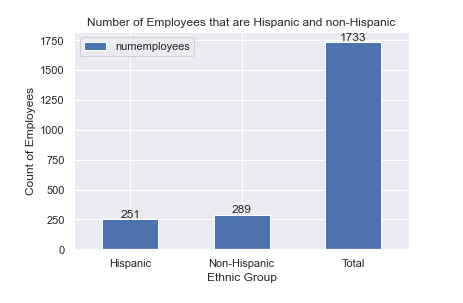 Number of Employees that are Hispanic and non-Hispanic
numemployees
1750
1500
1250
1000
750
500
250
0
Count of Employees
251
289
1733
Hispanic
Non-Hispanic
Total
Ethnic Group